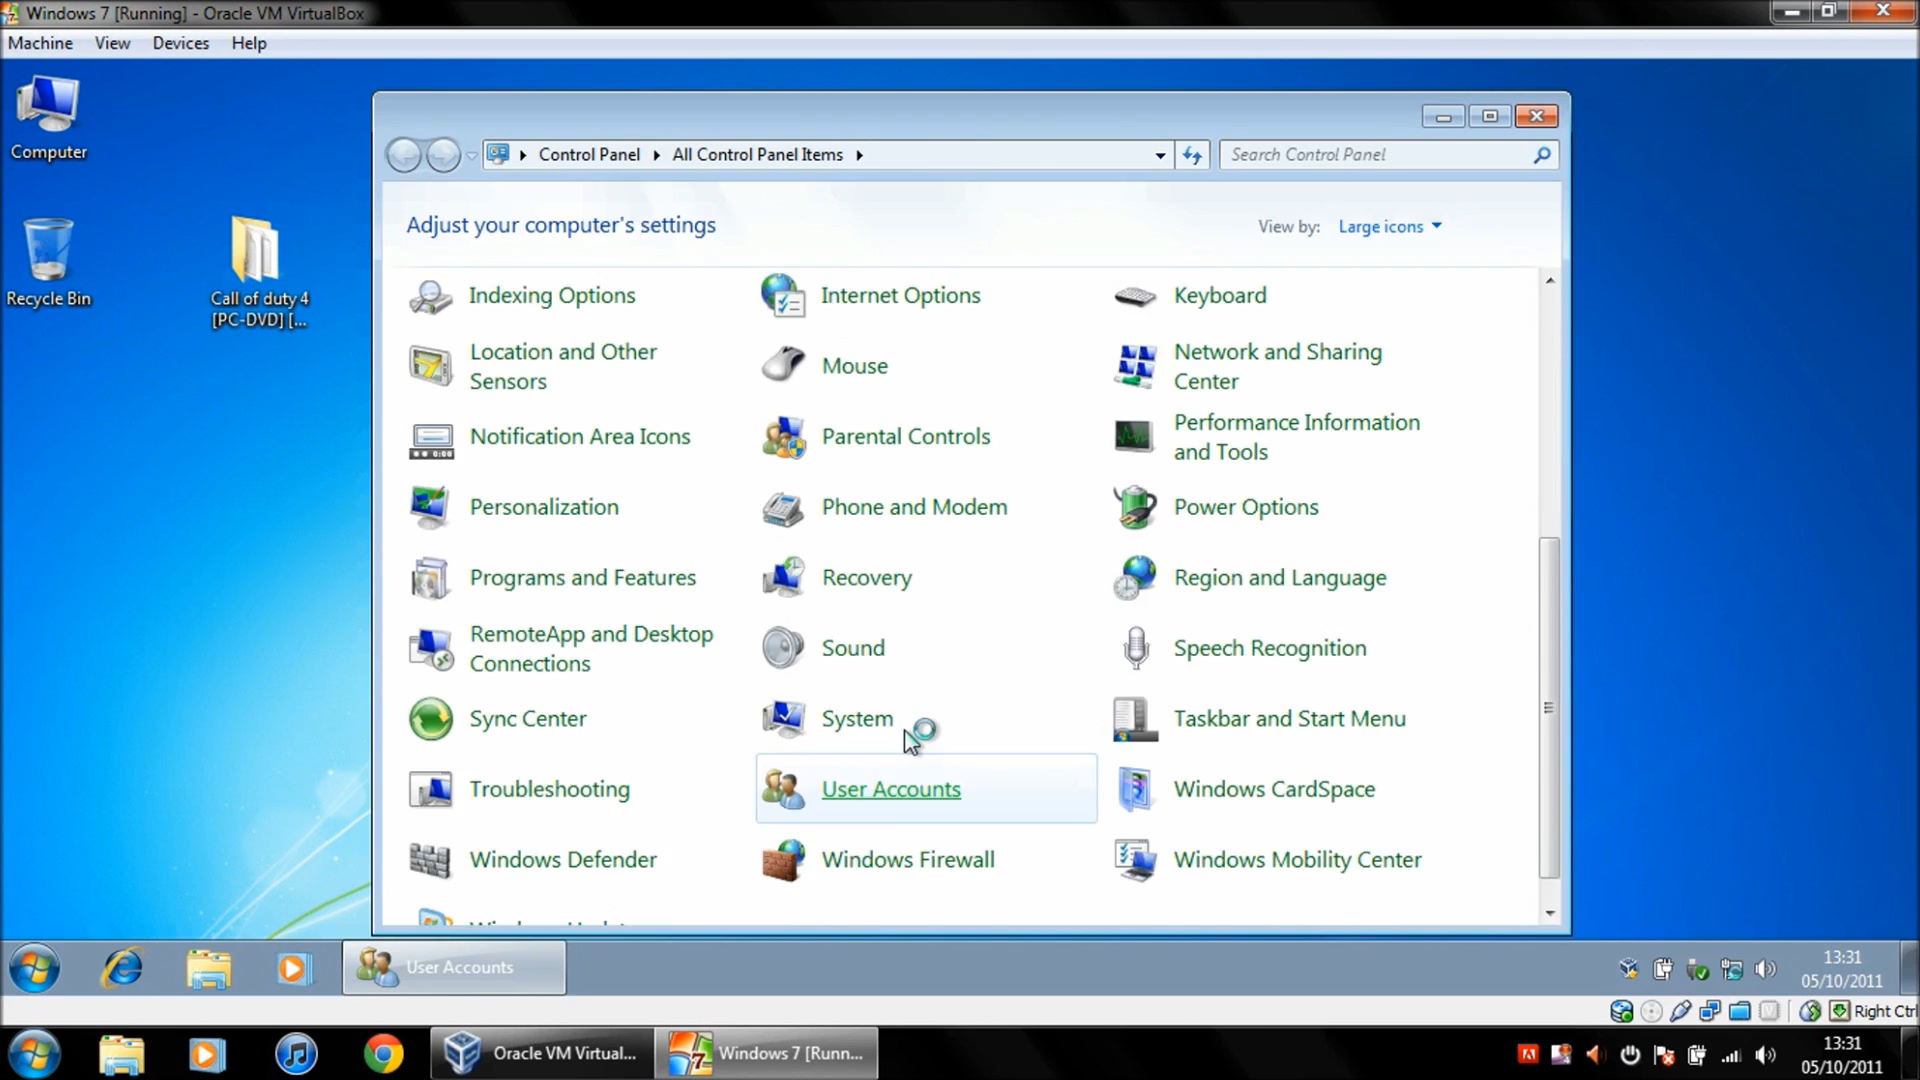 Windows 7 [Running] - Oracle VM VirtualBox
Machine View Devices Help
Computer
Recycle Bin
Call of duty 4
[PC-DVD] [...
Control Panel All Control Panel Items
Search Control Panel
Adjust your computer's settings
View by: Large icons
Indexing Options
Internet Options
Keyboard
Location and Other
Sensors
Mouse
Network and Sharing
Center
Notification Area Icons
Parental Controls
Performance Information
and Tools
Personalization
Phone and Modem
Power Options
Programs and Features
Recovery
Region and Language
RemoteApp and Desktop
Connections
Sound
Speech Recognition
Sync Center
System
Taskbar and Start Menu
Troubleshooting
User Accounts
Windows CardSpace
Windows Defender
Windows Firewall
Windows Mobility Center
User Accounts
13:31
05/10/2011
Right Ctrl
Oracle VM Virtual...
Windows 7 [Runn...
13:31
05/10/2011